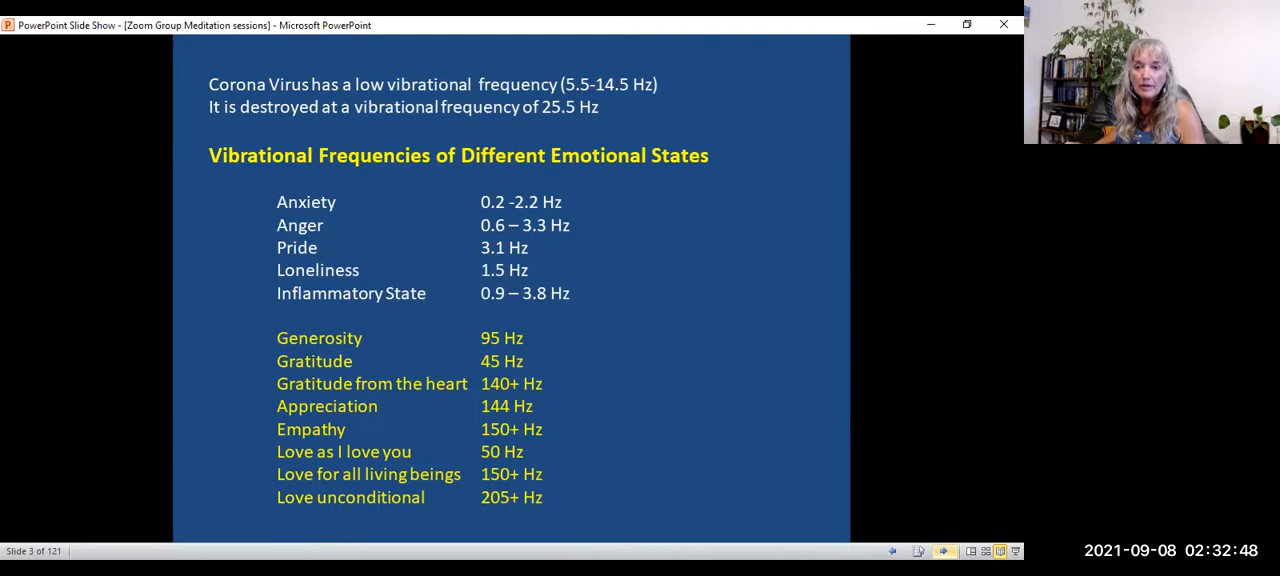 PowerPoint Slide Show - [Zoom Group Meditation sessions] - Microsoft PowerPoint
Corona Virus has a low vibrational frequency (5.5-14.5 Hz)
It is destroyed at a vibrational frequency of 25.5 Hz
Vibrational Frequencies of Different Emotional States
Anxiety 0.2 -2.2 Hz
Anger 0.6 – 3.3 Hz
Pride 3.1 Hz
Loneliness 1.5 Hz
Inflammatory State 0.9 – 3.8 Hz
Generosity 95 Hz
Gratitude 45 Hz
Gratitude from the heart 140+ Hz
Appreciation 144 Hz
Empathy 150+ Hz
Love as I love you 50 Hz
Love for all living beings 150+ Hz
Love unconditional 205+ Hz
Slide 3 of 121
2021-09-08 02:32:48